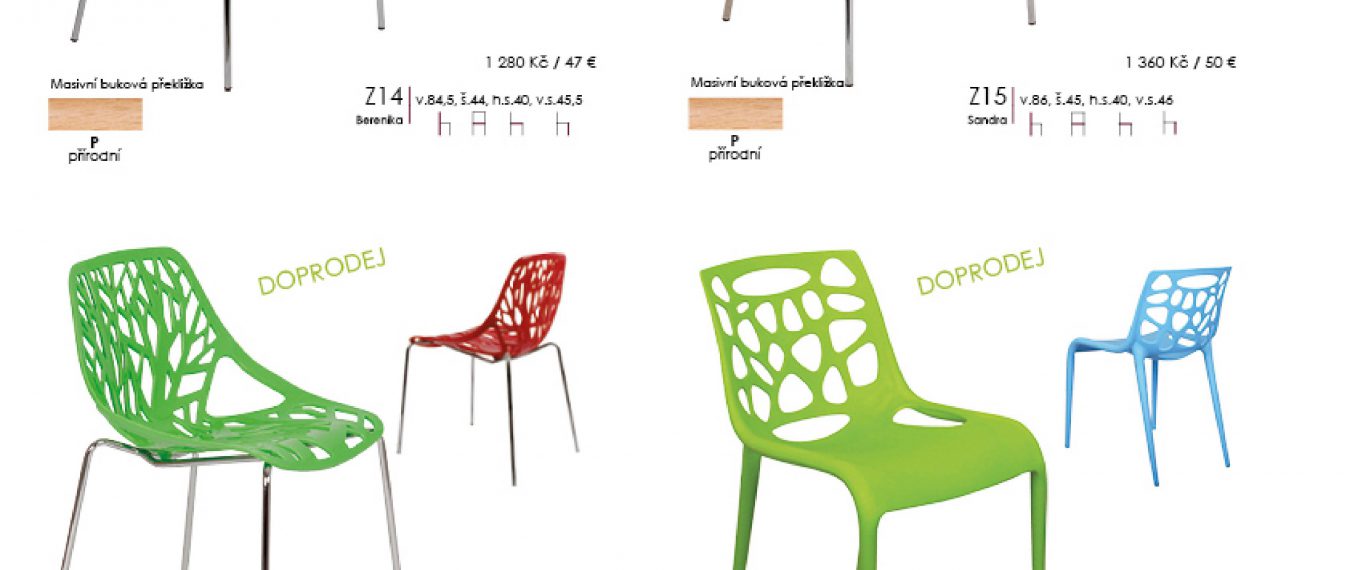 1 280 Kč / 47 €
Masivní buková překližka
Z14
v.84,5, š.44, h.s.40, v.s.45,5
Berenika
P
přírodní
1 360 Kč / 50 €
Masivní buková překližka
Z15
v.86, š.45, h.s.40, v.s.46
Sandra
P
přírodní
DOPRODEJ
DOPRODEJ